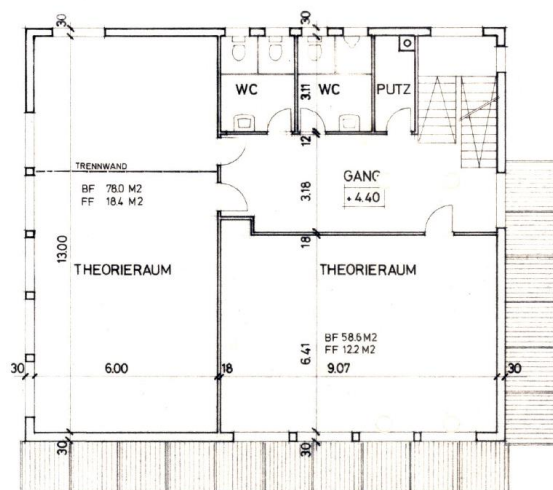 30
30
WC
WC
PUTZ
3.11
12
TRENNWAND
BF 78.0 M2
FF 18.4 M2
GANG
+ 4.40
3.18
13.00
18
THEORIERAUM
THEORIERAUM
BF 58.6 M2
FF 12.2 M2
6.41
30
6.00
18
9.07
30
30
30